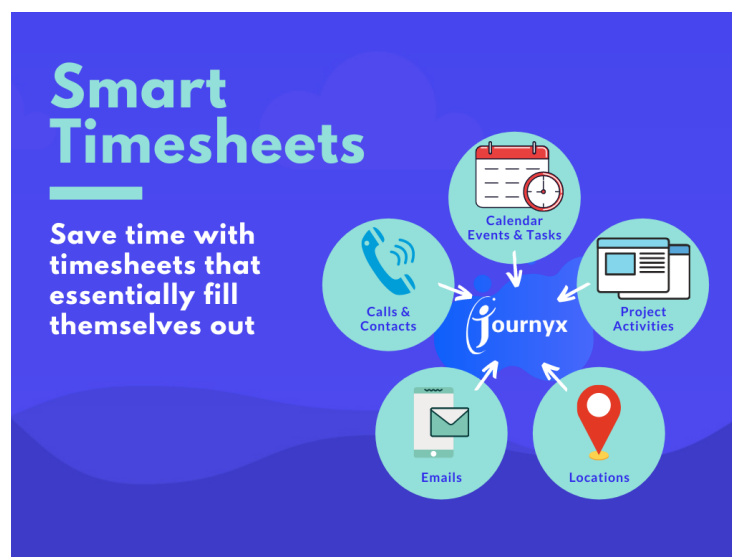 Smart
Timesheets
Save time with
timesheets that
essentially fill
themselves out
Calendar
Events & Tasks
Calls &
Contacts
journyx
Project
Activities
Emails
Locations